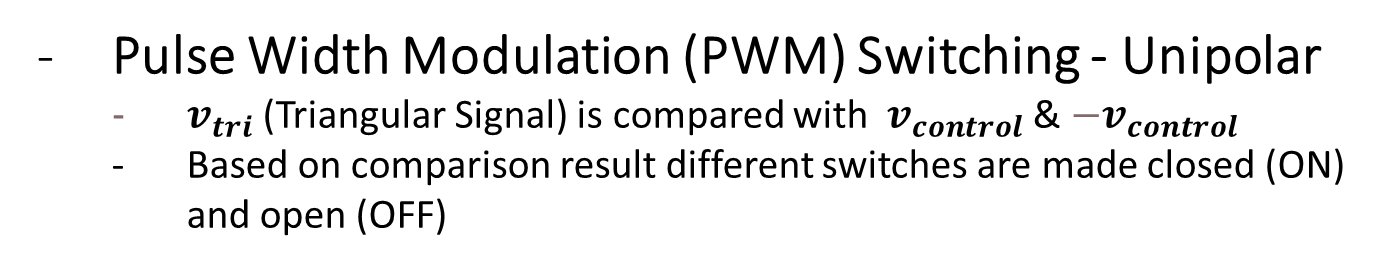 - Pulse Width Modulation (PWM) Switching - Unipolar
- v_tri (Triangular Signal) is compared with v_control & −v_control
- Based on comparison result different switches are made closed (ON)
and open (OFF)